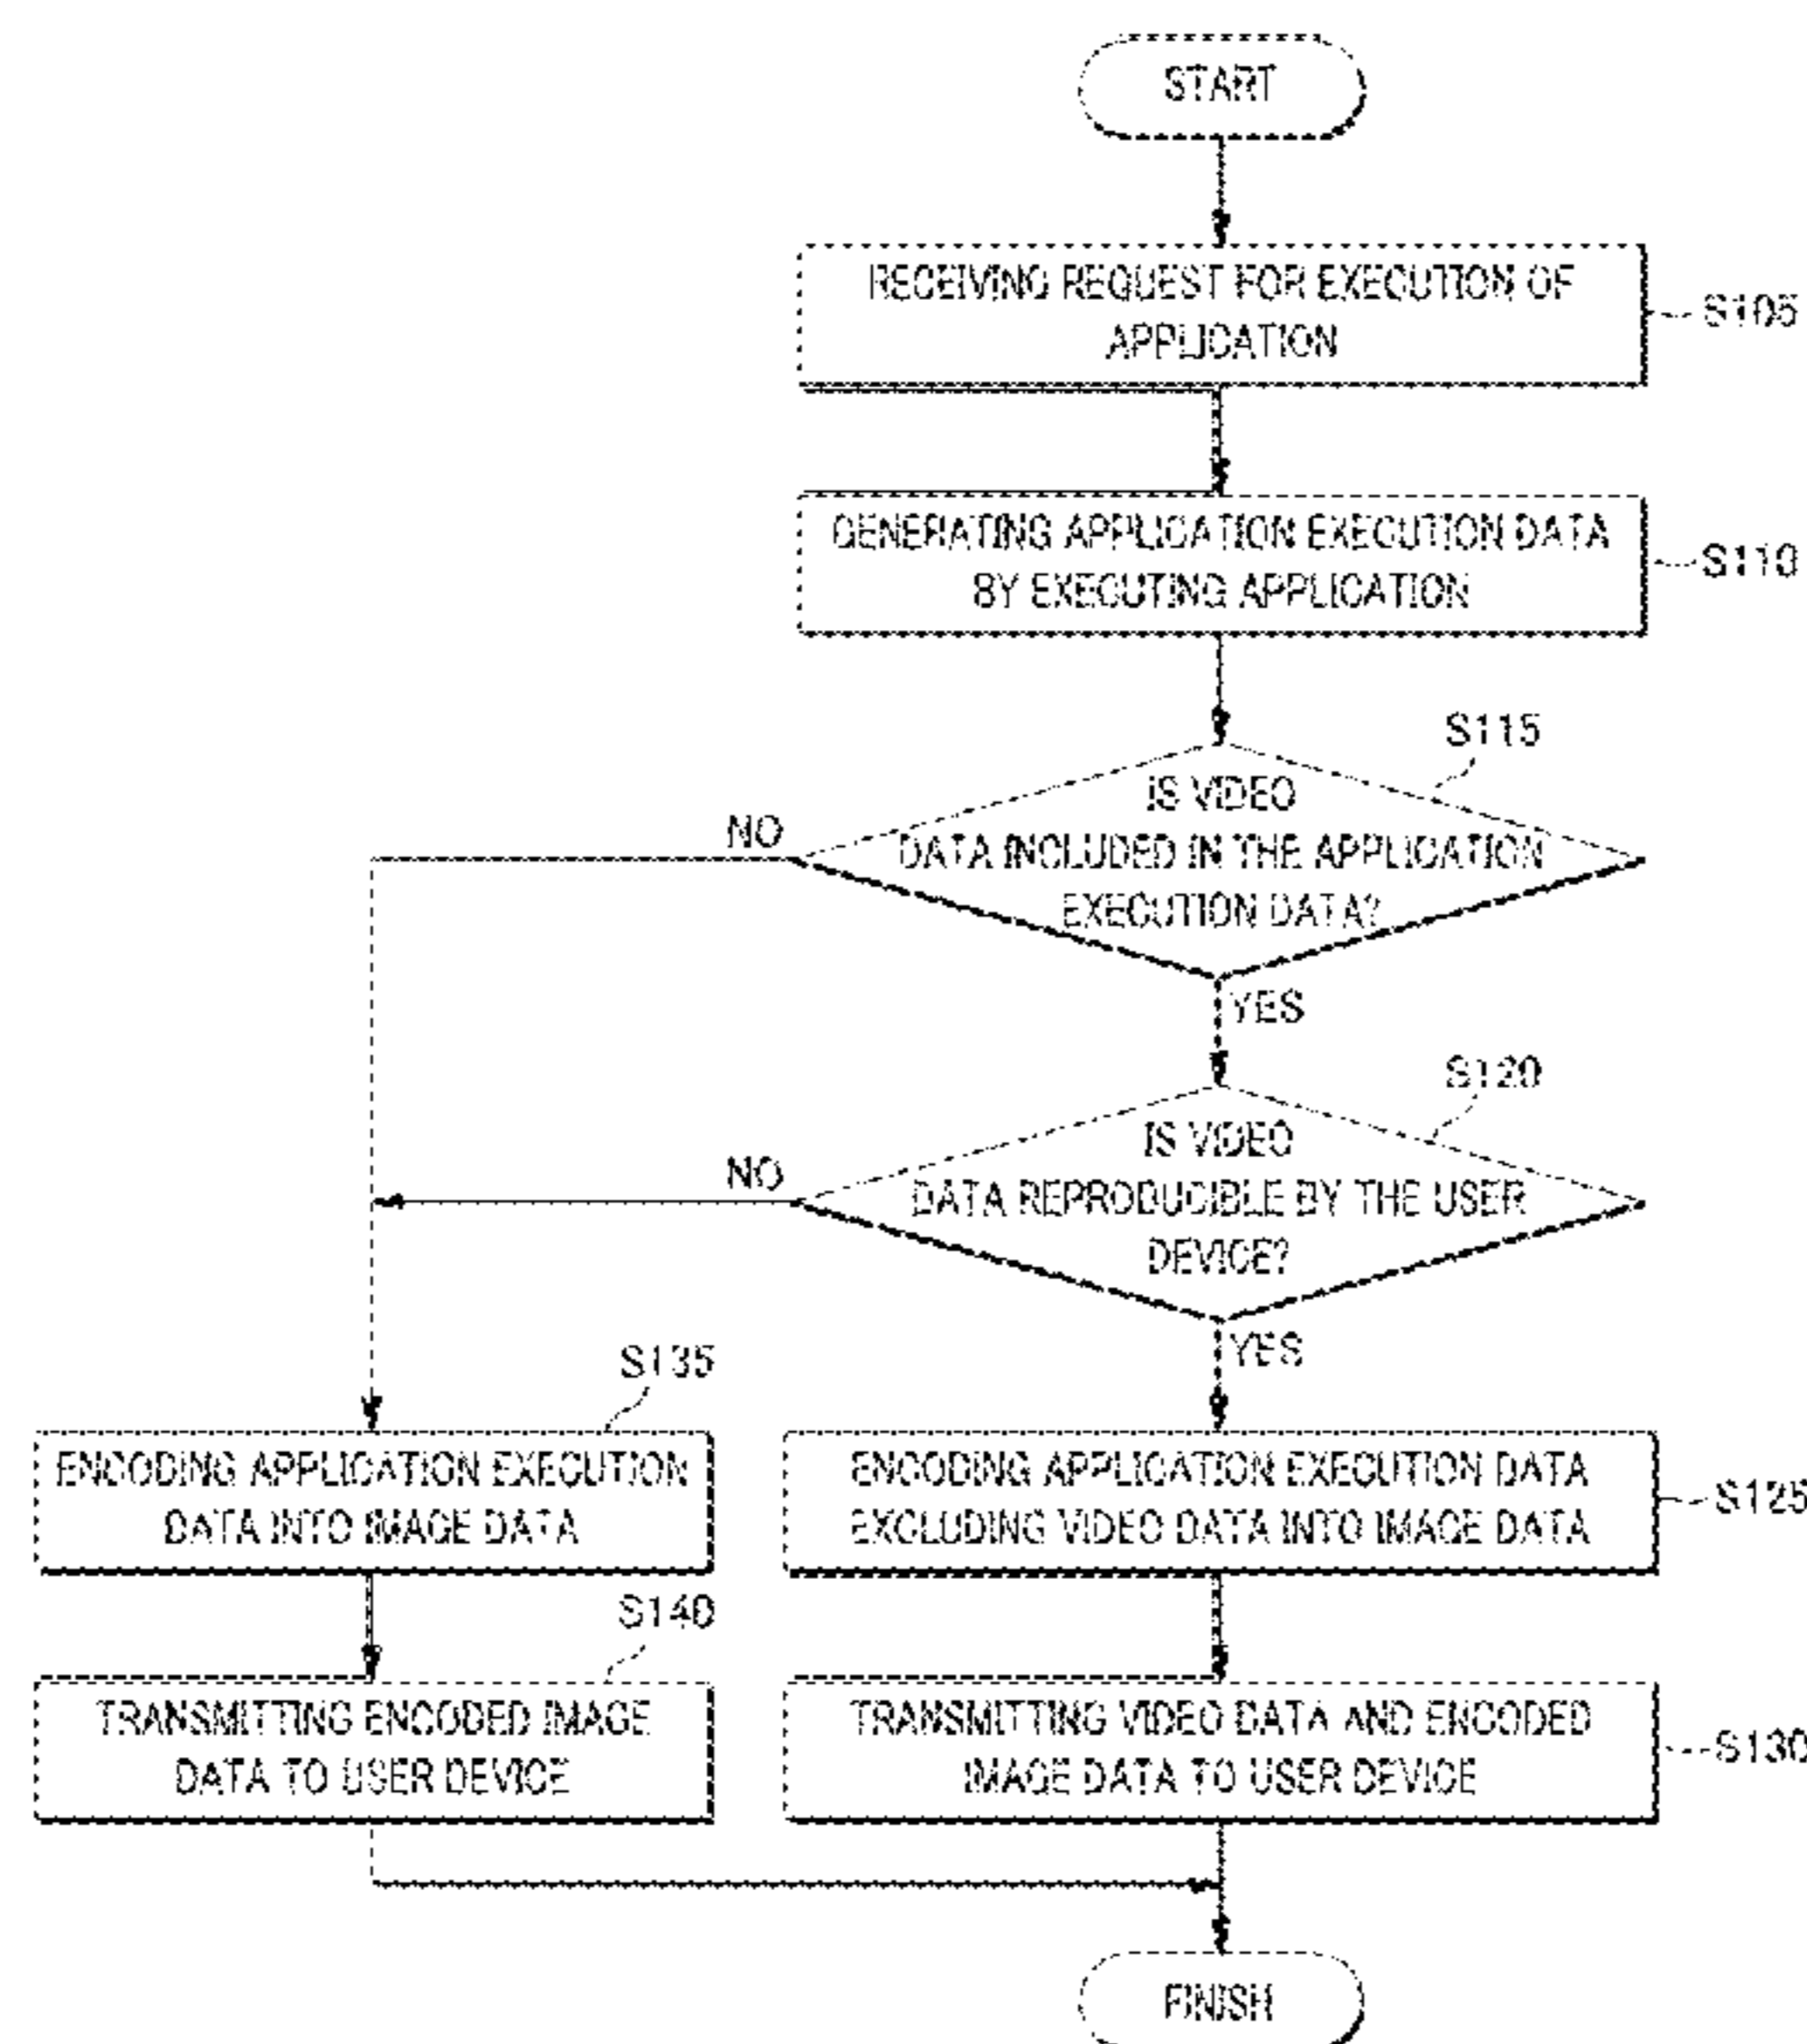 START
RECEIVING REQUEST FOR EXECUTION OF
APPLICATION
S105
GENERATING APPLICATION EXECUTION DATA
BY EXECUTING APPLICATION
S110
S115
IS VIDEO
DATA INCLUDED IN THE APPLICATION
EXECUTION DATA?
NO
YES
S120
IS VIDEO
DATA REPRODUCIBLE BY THE USER
DEVICE?
NO
YES
S135
ENCODING APPLICATION EXECUTION
DATA INTO IMAGE DATA
ENCODING APPLICATION EXECUTION DATA
EXCLUDING VIDEO DATA INTO IMAGE DATA
S125
S140
TRANSMITTING ENCODED IMAGE
DATA TO USER DEVICE
TRANSMITTING VIDEO DATA AND ENCODED
IMAGE DATA TO USER DEVICE
S130
FINISH